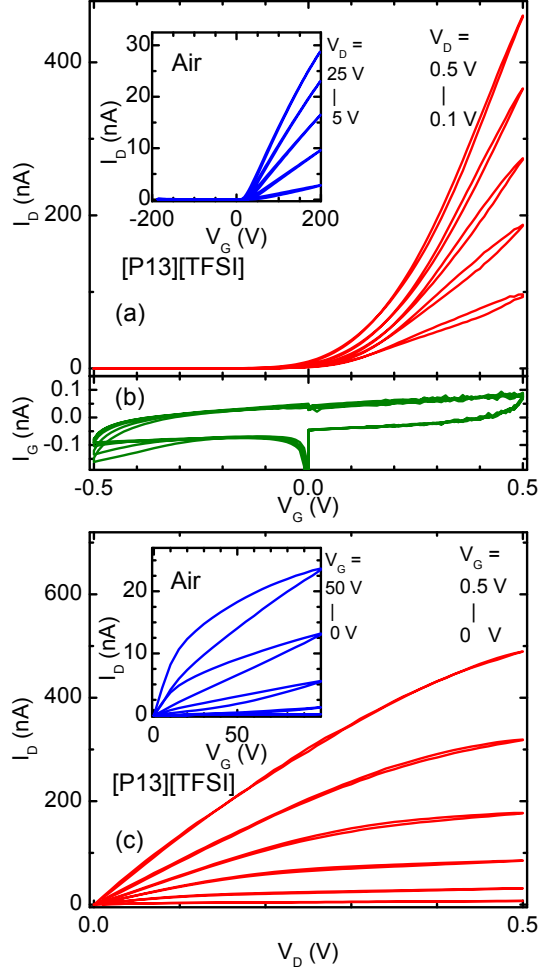 400
200
0
I_D (nA)
30
20
10
0
I_D (nA)
-200
0
200
V_G (V)
Air
V_D =
25 V
|
5 V
V_D =
0.5 V
|
0.1 V
[P13][TFSI]
(a)
(b)
0.1
0.0
-0.1
I_G (nA)
-0.5
0.0
0.5
V_G (V)
600
400
200
0
I_D (nA)
20
10
0
I_D (nA)
0
50
V_G (V)
Air
V_G =
50 V
|
0 V
V_G =
0.5 V
|
0 V
[P13][TFSI]
(c)
0.0
0.5
V_D (V)